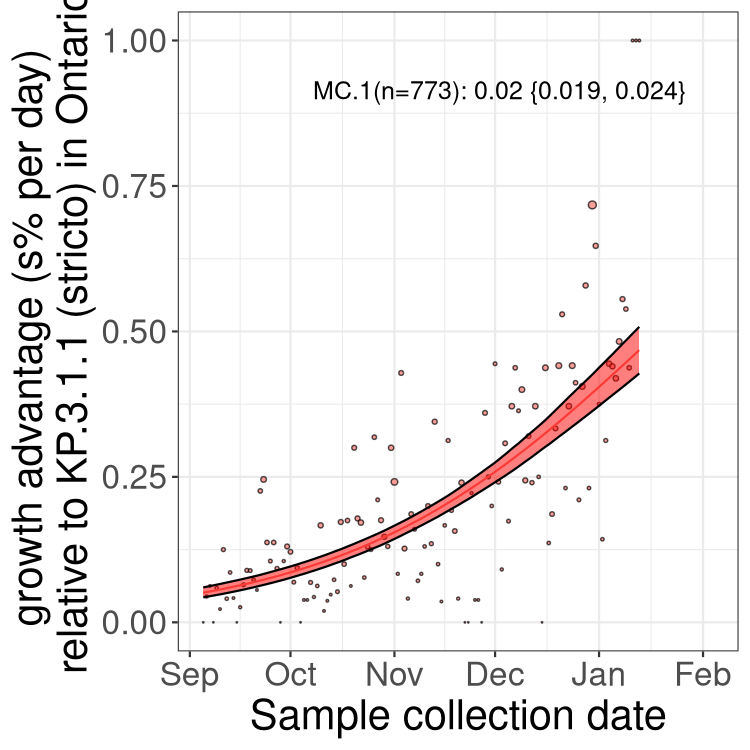 growth advantage (s% per day)
relative to KP.3.1.1 (stricto) in Ontario
1.00
0.75
0.50
0.25
0.00
MC.1(n=773): 0.02 {0.019, 0.024}
Sep Oct Nov Dec Jan Feb
Sample collection date